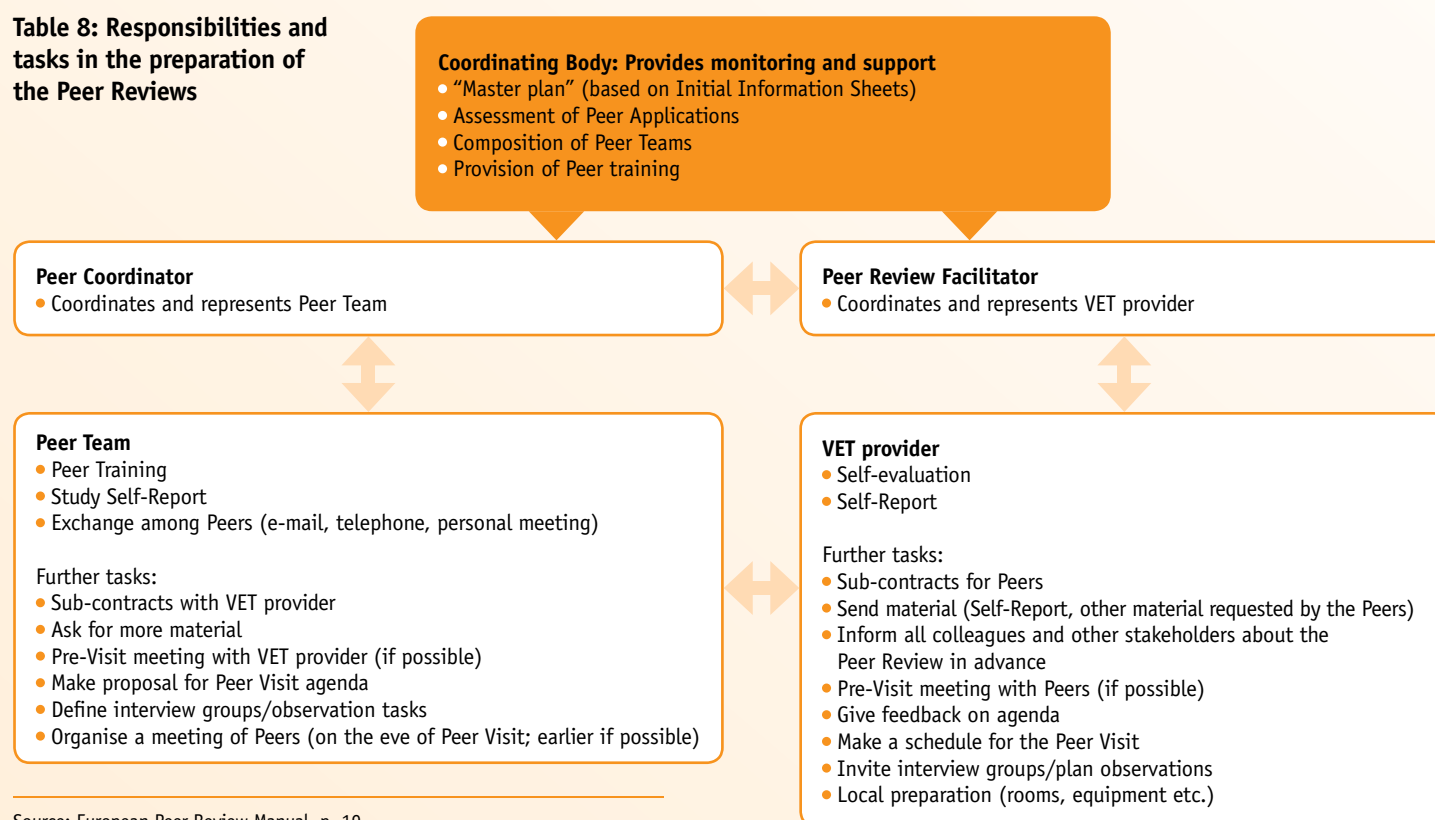 Table 8: Responsibilities and
tasks in the preparation of
the Peer Reviews
Coordinating Body: Provides monitoring and support
• “Master plan” (based on Initial Information Sheets)
• Assessment of Peer Applications
• Composition of Peer Teams
• Provision of Peer training
Peer Coordinator
• Coordinates and represents Peer Team
Peer Review Facilitator
• Coordinates and represents VET provider
Peer Team
• Peer Training
• Study Self-Report
• Exchange among Peers (e-mail, telephone, personal meeting)
Further tasks:
• Sub-contracts with VET provider
• Ask for more material
• Pre-Visit meeting with VET provider (if possible)
• Make proposal for Peer Visit agenda
• Define interview groups/observation tasks
• Organise a meeting of Peers (on the eve of Peer Visit; earlier if possible)
VET provider
• Self-evaluation
• Self-Report
Further tasks:
• Sub-contracts for Peers
• Send material (Self-Report, other material requested by the Peers)
• Inform all colleagues and other stakeholders about the
Peer Review in advance
• Pre-Visit meeting with Peers (if possible)
• Give feedback on agenda
• Make a schedule for the Peer Visit
• Invite interview groups/plan observations
• Local preparation (rooms, equipment etc.)
Source: European Peer Review Manual, p. 10